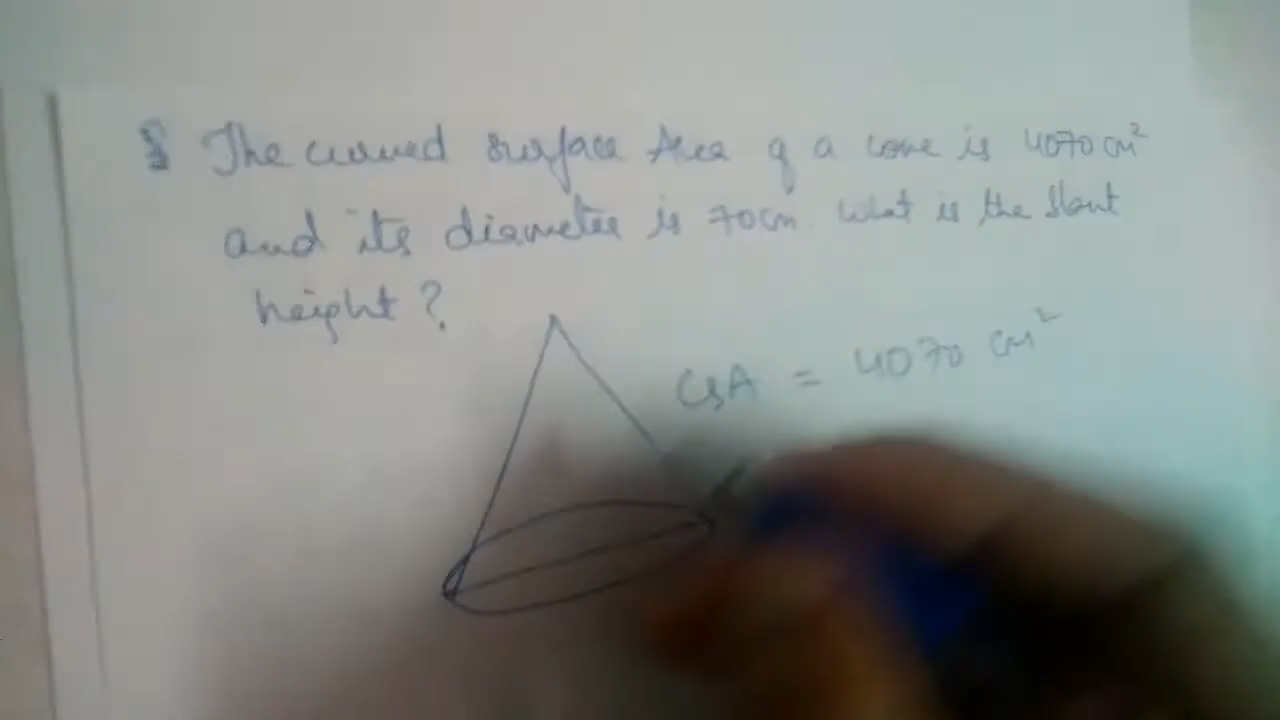 The curved surface Area of a cone is 4070 cm²
and its diameter is 70cm. What is the slant
height?
CSA = 4070 cm²